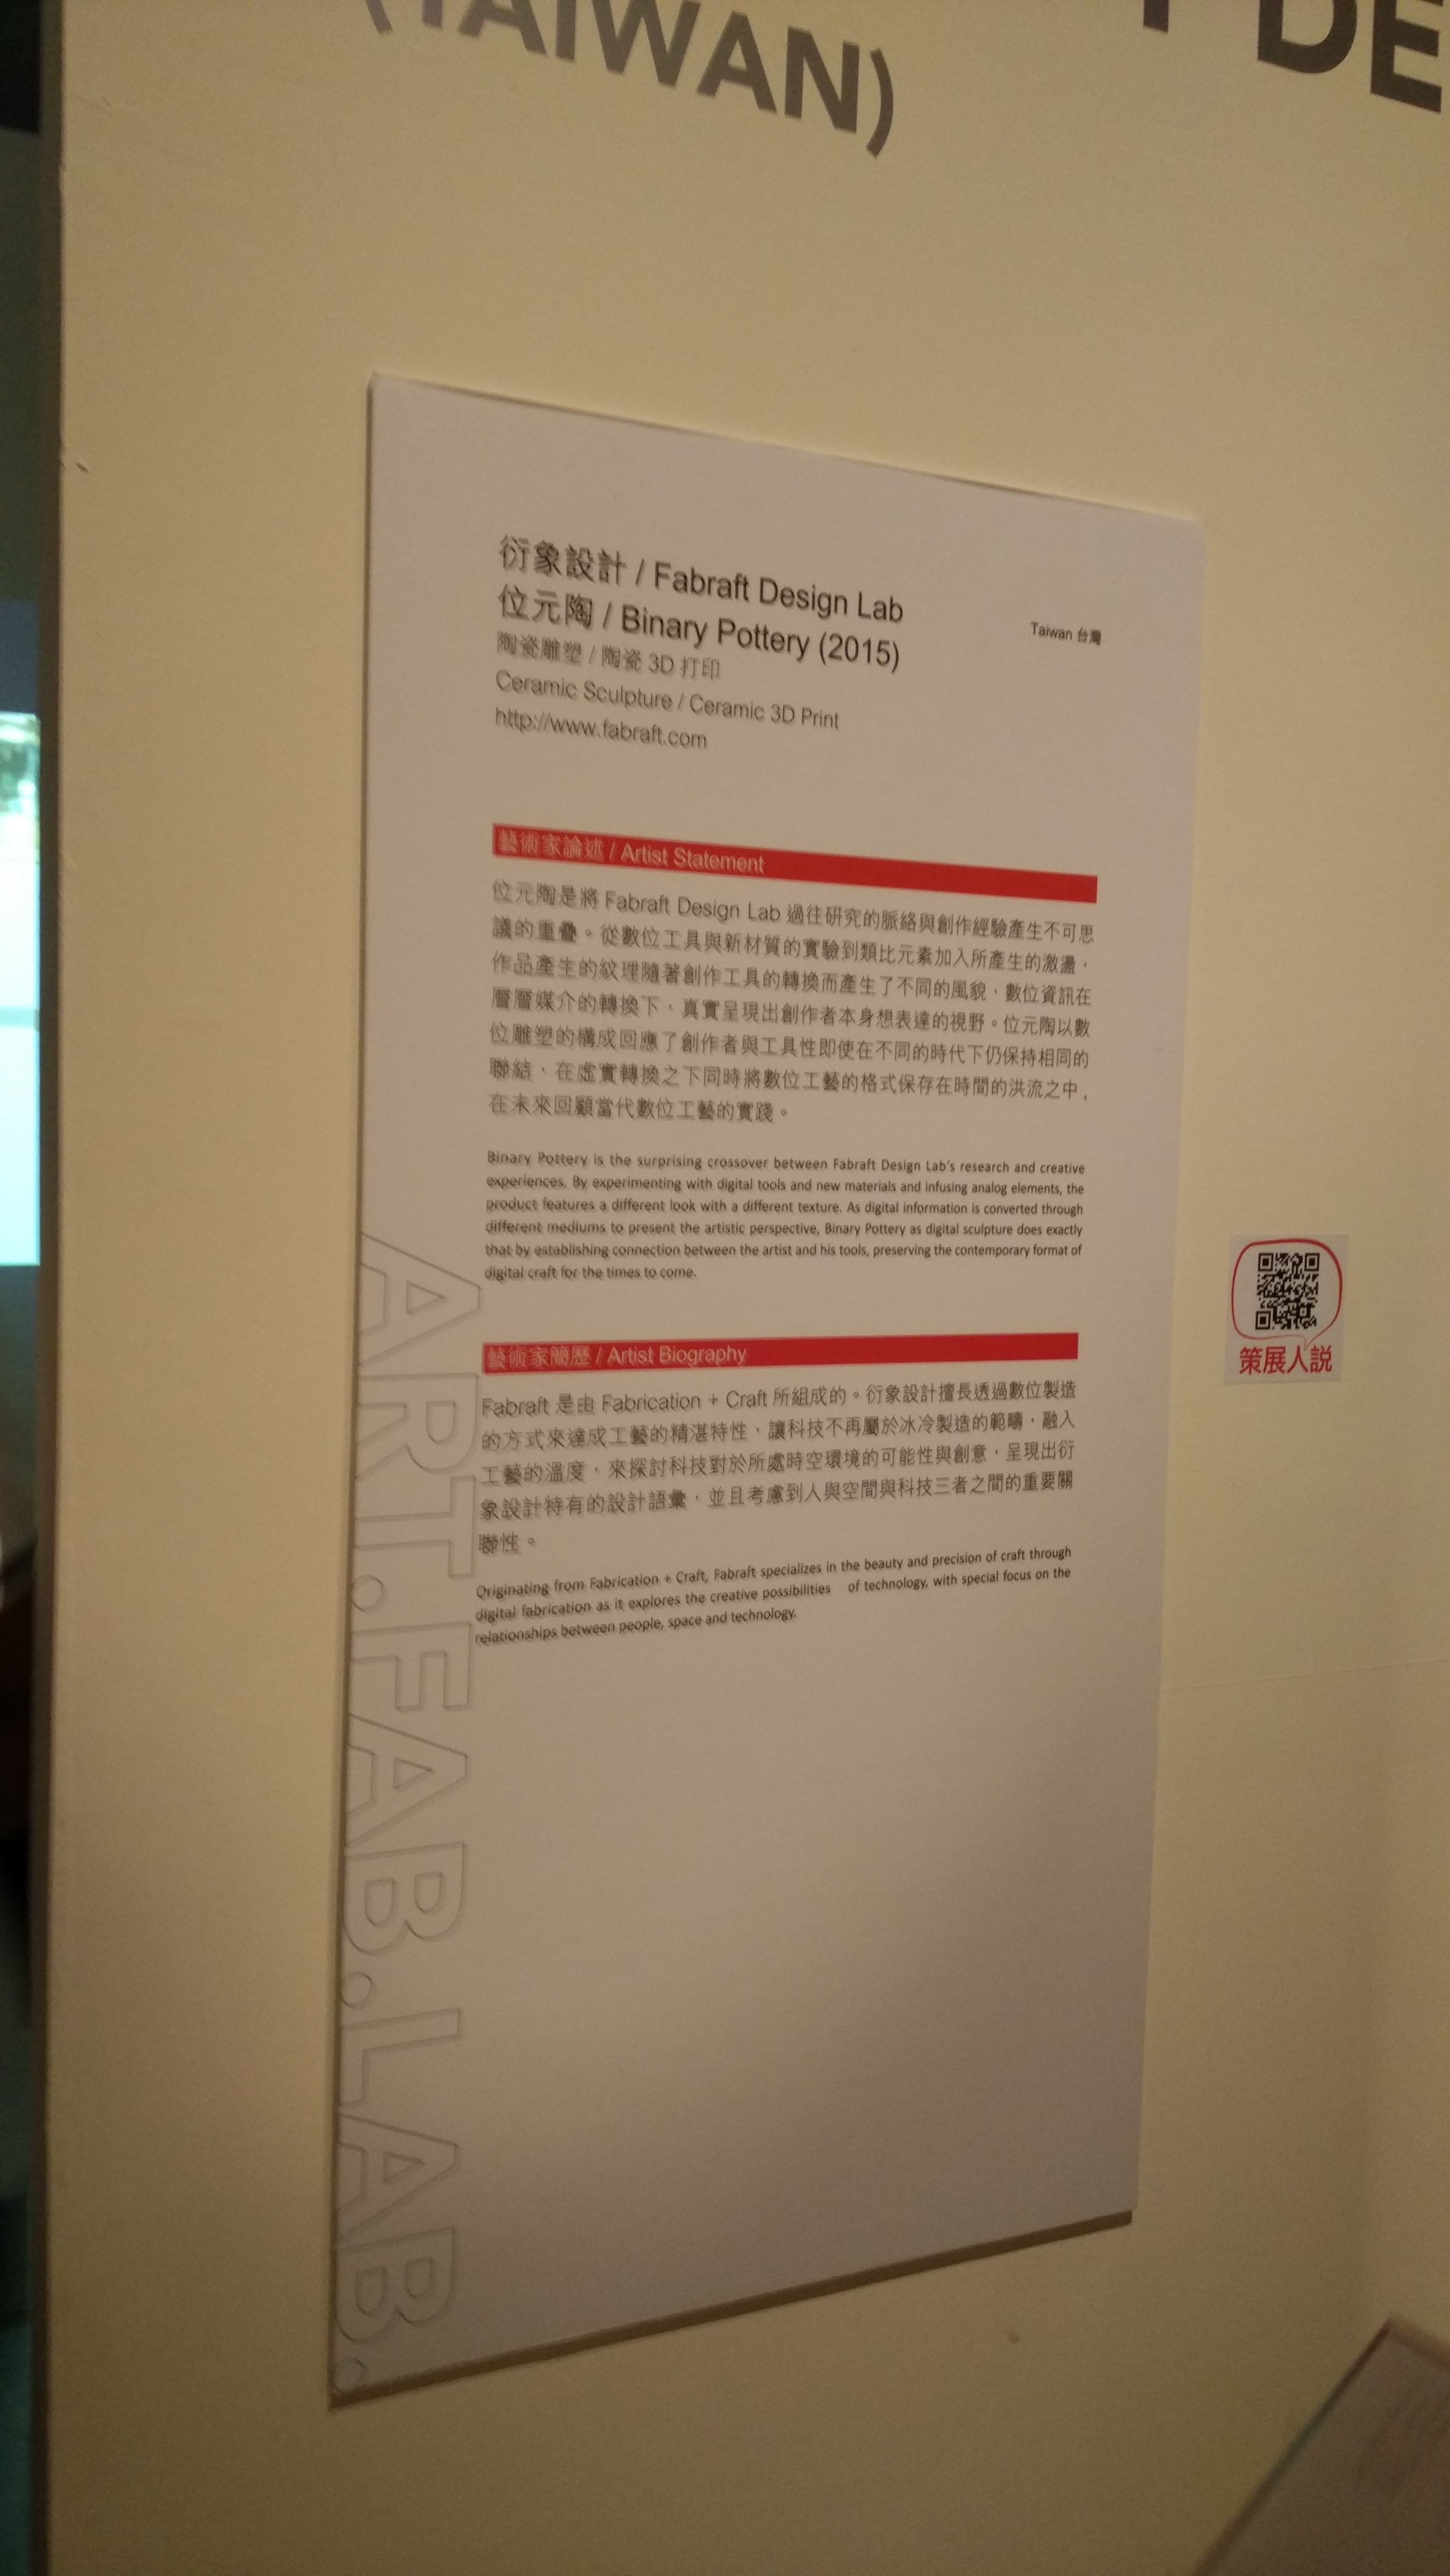 (TAIWAN)
DE
衍象設計 / Fabraft Design Lab
位元陶 / Binary Pottery (2015)
Taiwan 台灣
陶瓷雕塑 / 陶瓷 3D 打印
Ceramic Sculpture / Ceramic 3D Print
http://www.fabraft.com
藝術家論述 / Artist Statement
位元陶是將 Fabraft Design Lab 過往研究的脈絡與創作經驗產生不可思
議的重疊。從數位工具與新材質的實驗到類比元素加入所產生的激盪，
作品產生的紋理隨著創作工具的轉換而產生了不同的風貌，數位資訊在
層層媒介的轉換下，真實呈現出創作者本身想表達的視野。位元陶以數
位雕塑的構成回應了創作者與工具性即使在不同的時代下仍保持相同的
聯結，在虛實轉換之下同時將數位工藝的格式保存在時間的洪流之中，
在未來回顧當代數位工藝的實踐。
Binary Pottery is the surprising crossover between Fabraft Design Lab's research and creative
experiences. By experimenting with digital tools and new materials and infusing analog elements, the
product features a different look with a different texture. As digital information is converted through
different mediums to present the artistic perspective, Binary Pottery as digital sculpture does exactly
that by establishing connection between the artist and his tools, preserving the contemporary format of
digital craft for the times to come.
藝術家簡歷 / Artist Biography
Fabraft 是由 Fabrication + Craft 所組成的。衍象設計擅長透過數位製造
的方式來達成工藝的精湛特性，讓科技不再屬於冰冷製造的範疇，融入
工藝的溫度，來探討科技對於所處時空環境的可能性與創意，呈現出衍
象設計特有的設計語彙，並且考慮到人與空間與科技三者之間的重要關
聯性。
Originating from Fabrication + Craft, Fabraft specializes in the beauty and precision of craft through
digital fabrication as it explores the creative possibilities of technology, with special focus on the
relationships between people, space and technology.
ART.FAB.LAB.
策展人説